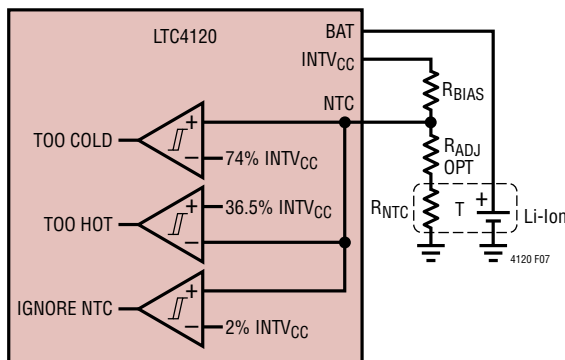 LTC4120
BAT
INTVCC
NTC
RBIAS
TOO COLD
+
–
74% INTVCC
RADJ
OPT
TOO HOT
+
36.5% INTVCC
–
RNTC
T
+
Li-Ion
4120 F07
IGNORE NTC
+
–
2% INTVCC